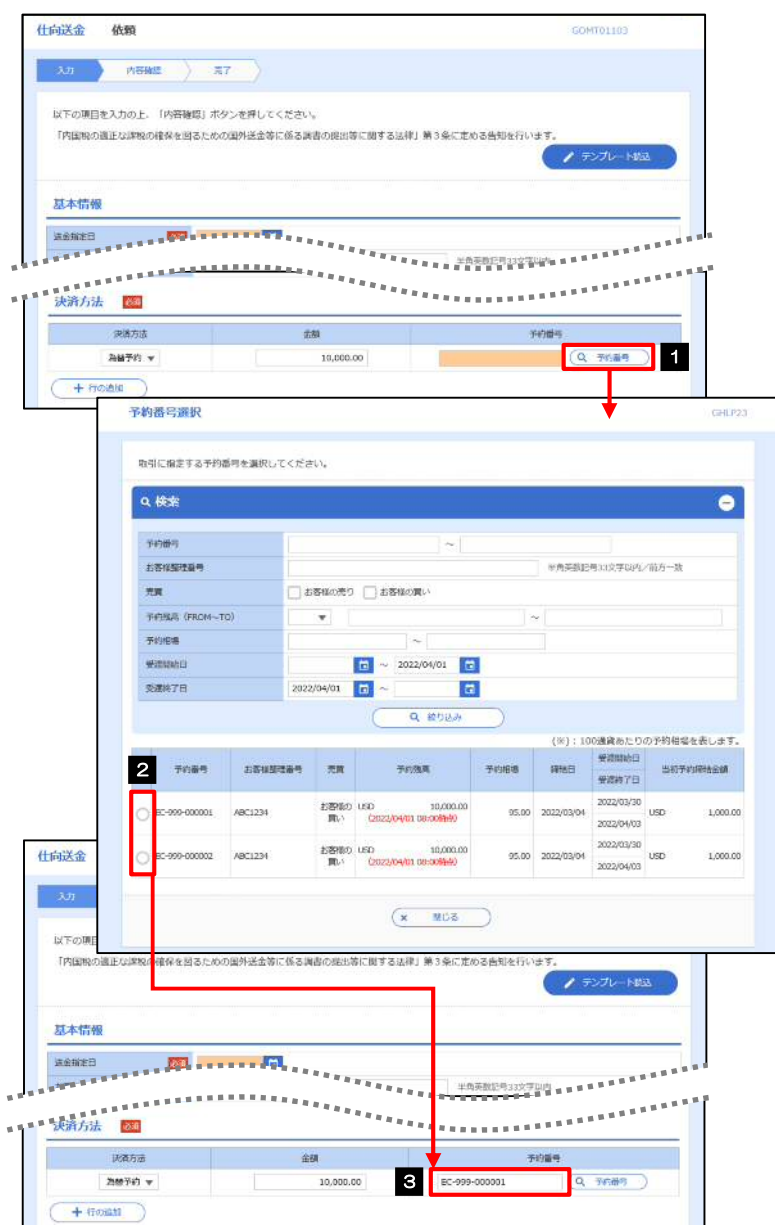 仕向送金 依頼 GOMT01103
入力 内容確認 完了
以下の項目を入力の上、「内容確認」ボタンを押してください。
「内国税の適正な課税の確保を図るための国外送金等に係る調書の提出等に関する法律」第3条に定める告知を行います。
テンプレート読込
基本情報
送金指定日 必須
半角英数記号33文字以内
決済方法 必須
決済方法 金額 予約番号
為替予約 ▼ 10,000.00 予約番号 1
+ 行の追加
予約番号選択 GHLP23
取引に指定する予約番号を選択してください。
検索
予約番号 ～
お客様整理番号 半角英数記号33文字以内／前方一致
売買 お客様の売り お客様の買い
予約残高（FROM～TO） ▼ ～
予約相場 ～
受渡開始日 ～ 2022/04/01
受渡終了日 2022/04/01 ～
絞り込み
(※)：100通貨あたりの予約相場を表します。
2 予約番号 お客様整理番号 売買 予約残高 予約相場 締結日 受渡開始日 受渡終了日 当初予約締結金額
EC-999-000001 ABC1234 お客様の買い USD 10,000.00 (2022/04/01 08:00時点) 95.00 2022/03/04 2022/03/30 2022/04/03 USD 1,000.00
EC-999-000002 ABC1234 お客様の買い USD 10,000.00 (2022/04/01 08:00時点) 95.00 2022/03/04 2022/03/30 2022/04/03 USD 1,000.00
× 閉じる
仕向送金
入力
以下の項目
「内国税の適正な課税の確保を図るための国外送金等に係る調書の提出等に関する法律」第3条に定める告知を行います。
テンプレート読込
基本情報
送金指定日 必須
半角英数記号33文字以内
決済方法 必須
決済方法 金額 予約番号
為替予約 ▼ 10,000.00 3 EC-999-000001 予約番号
+ 行の追加